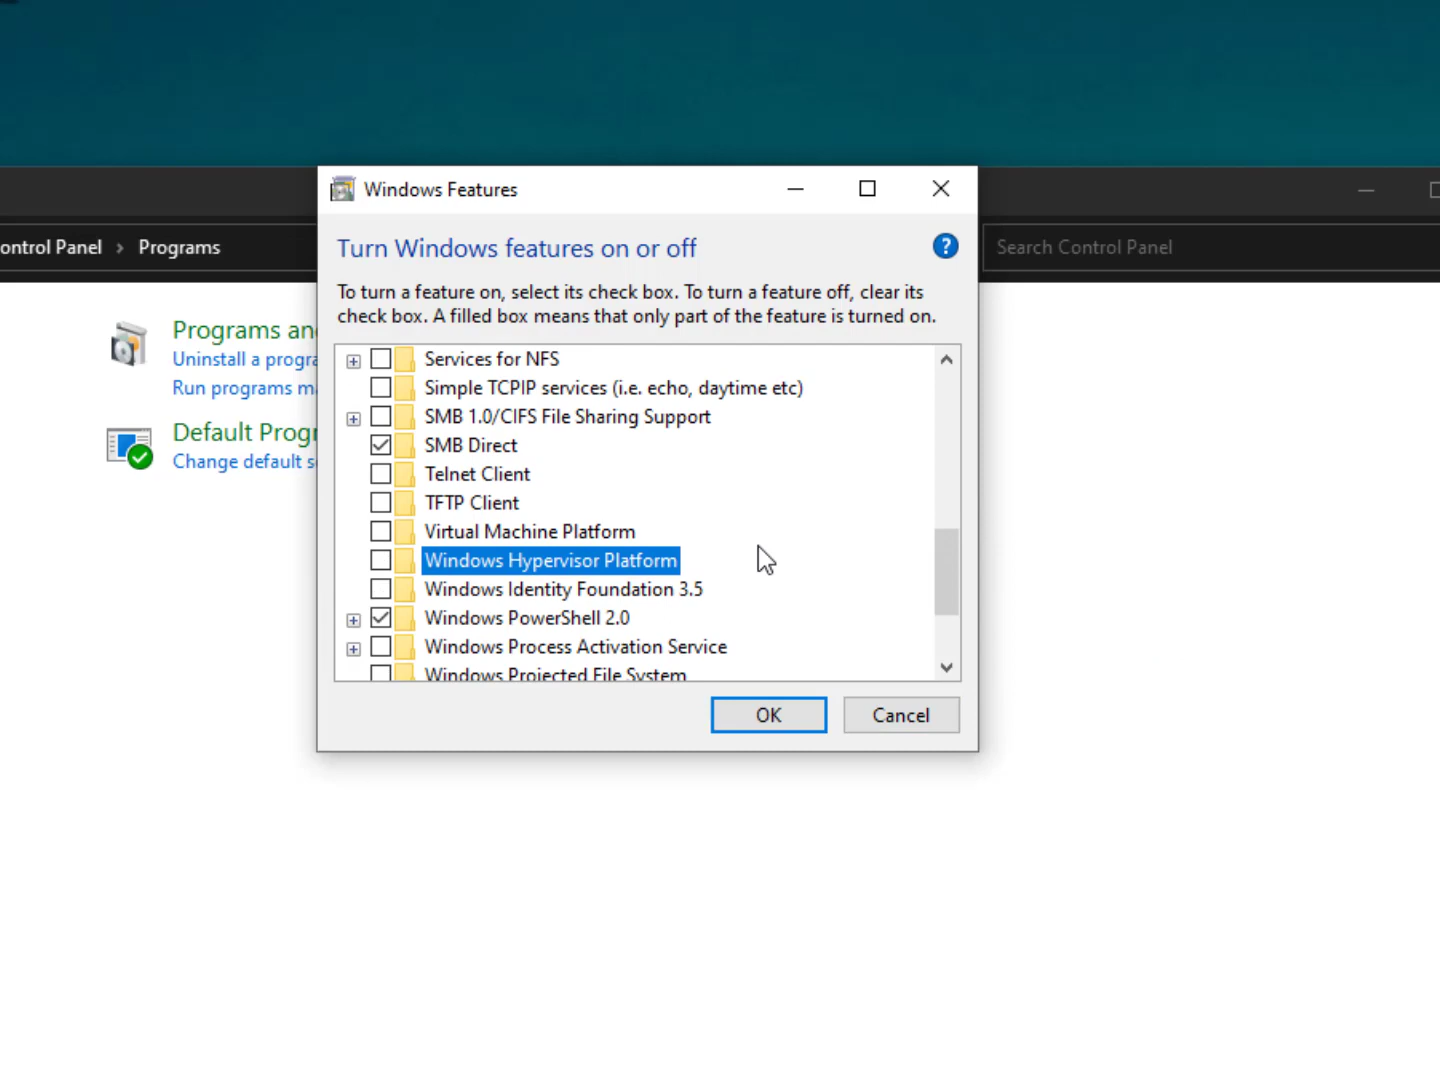 Windows Features
ontrol Panel › Programs
Search Control Panel
Turn Windows features on or off
?
To turn a feature on, select its check box. To turn a feature off, clear its
check box. A filled box means that only part of the feature is turned on.
Programs an
Uninstall a progra
Run programs m
Default Progr
Change default s
Services for NFS
Simple TCPIP services (i.e. echo, daytime etc)
SMB 1.0/CIFS File Sharing Support
SMB Direct
Telnet Client
TFTP Client
Virtual Machine Platform
Windows Hypervisor Platform
Windows Identity Foundation 3.5
Windows PowerShell 2.0
Windows Process Activation Service
Windows Projected File System
OK
Cancel